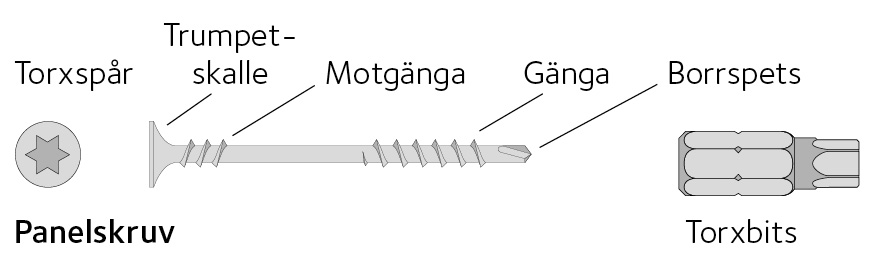 Trumpet-
skalle
Torxspår
Motgänga
Gänga
Borrspets
Panelskruv
Torxbits